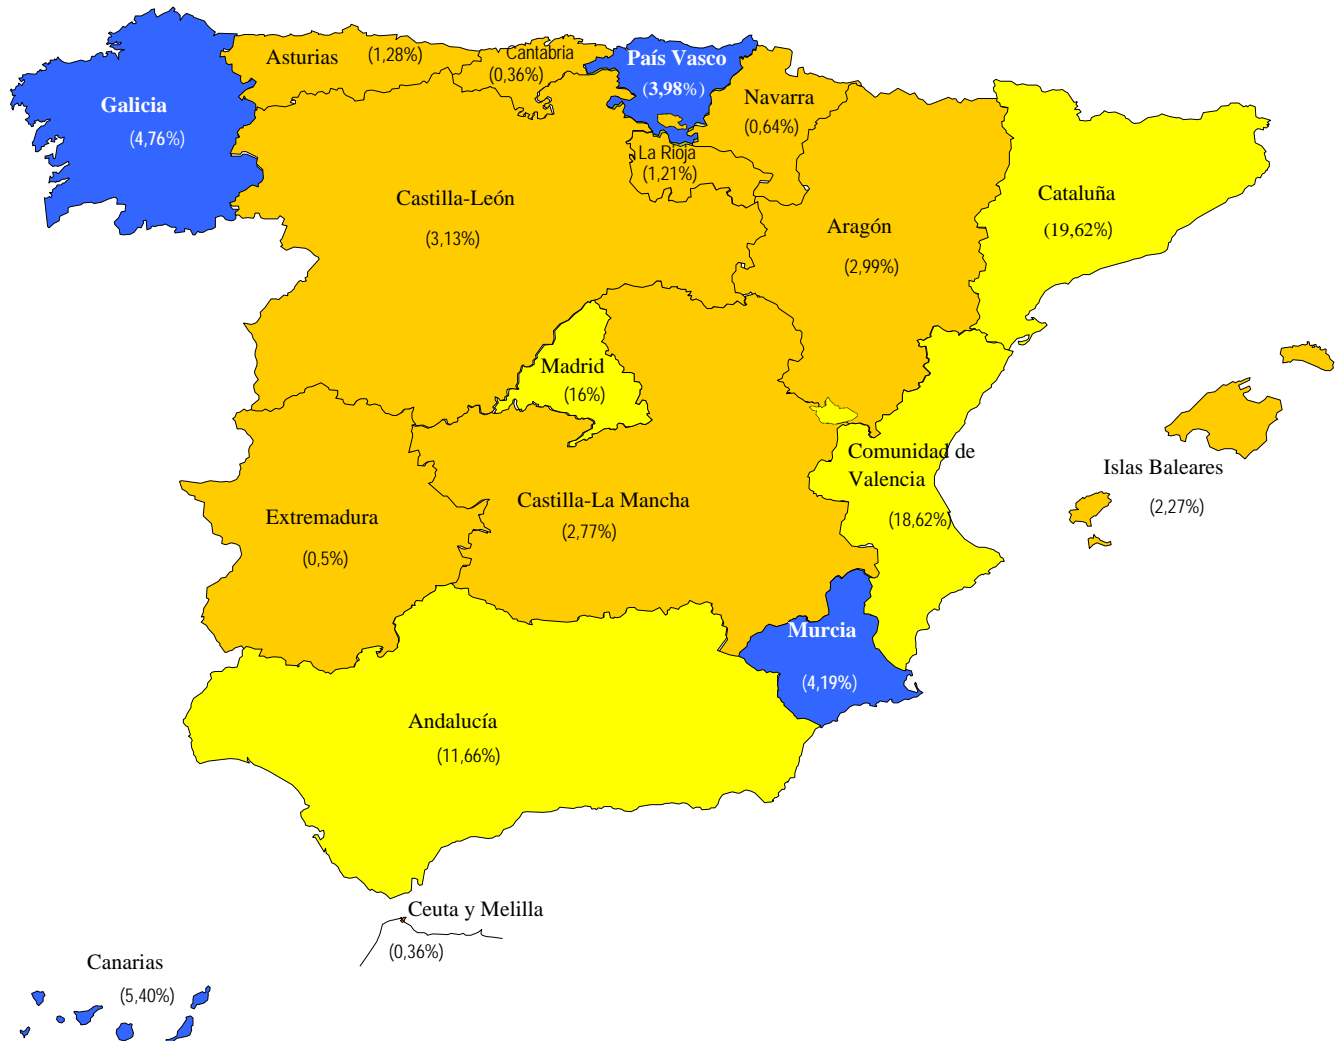 Asturias (1,28%)
Cantabria
(0,36%)
País Vasco
(3,98%)
Galicia
(4,76%)
Navarra
(0,64%)
La Rioja
(1,21%)
Castilla-León
(3,13%)
Cataluña
(19,62%)
Aragón
(2,99%)
Madrid
(16%)
Comunidad de
Valencia
(18,62%)
Islas Baleares
(2,27%)
Castilla-La Mancha
(2,77%)
Extremadura
(0,5%)
Murcia
(4,19%)
Andalucía
(11,66%)
Ceuta y Melilla
(0,36%)
Canarias
(5,40%)